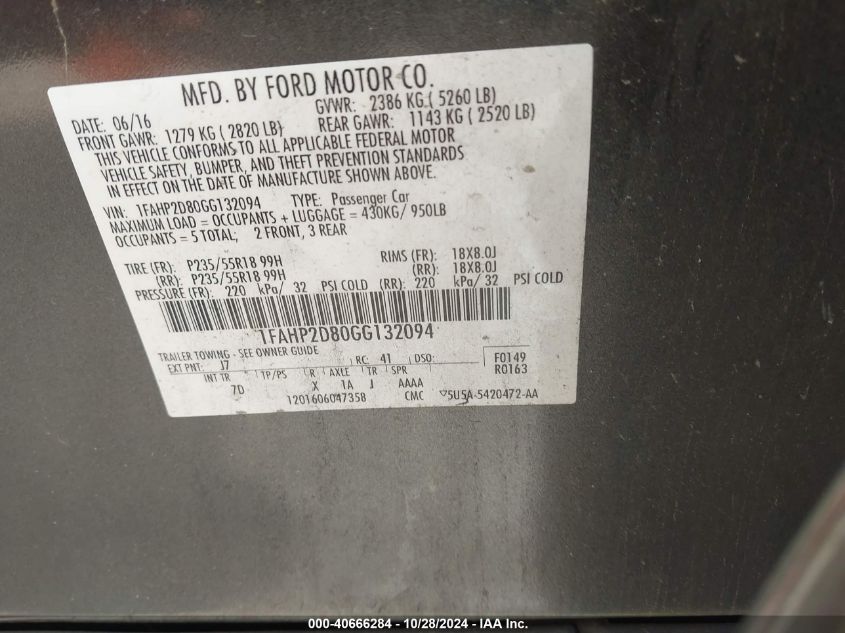 MFD. BY FORD MOTOR CO.
DATE: 06/16 GVWR: 2386 KG ( 5260 LB)
FRONT GAWR: 1279 KG ( 2820 LB) REAR GAWR: 1143 KG ( 2520 LB)
THIS VEHICLE CONFORMS TO ALL APPLICABLE FEDERAL MOTOR
VEHICLE SAFETY, BUMPER, AND THEFT PREVENTION STANDARDS
IN EFFECT ON THE DATE OF MANUFACTURE SHOWN ABOVE.
VIN: 1FAHP2D80GG132094 TYPE: Passenger Car
MAXIMUM LOAD = OCCUPANTS + LUGGAGE = 430KG/ 950LB
OCCUPANTS = 5 TOTAL; 2 FRONT, 3 REAR
TIRE (FR): P235/55R18 99H RIMS (FR): 18X8.0J
(RR): P235/55R18 99H (RR): 18X8.0J
PRESSURE (FR): 220 kPa/ 32 PSI COLD (RR): 220 kPa/ 32 PSI COLD
1FAHP2D80GG132094
TRAILER TOWING - SEE OWNER GUIDE
EXT PNT: J7 RC: 41 DSO: F0149
INT TR TP/PS R AXLE TR SPR R0163
7D X 1A J AAAA
1201606047358 CMC ▽5U5A-5420472-AA
000-40666284 - 10/28/2024 - IAA Inc.